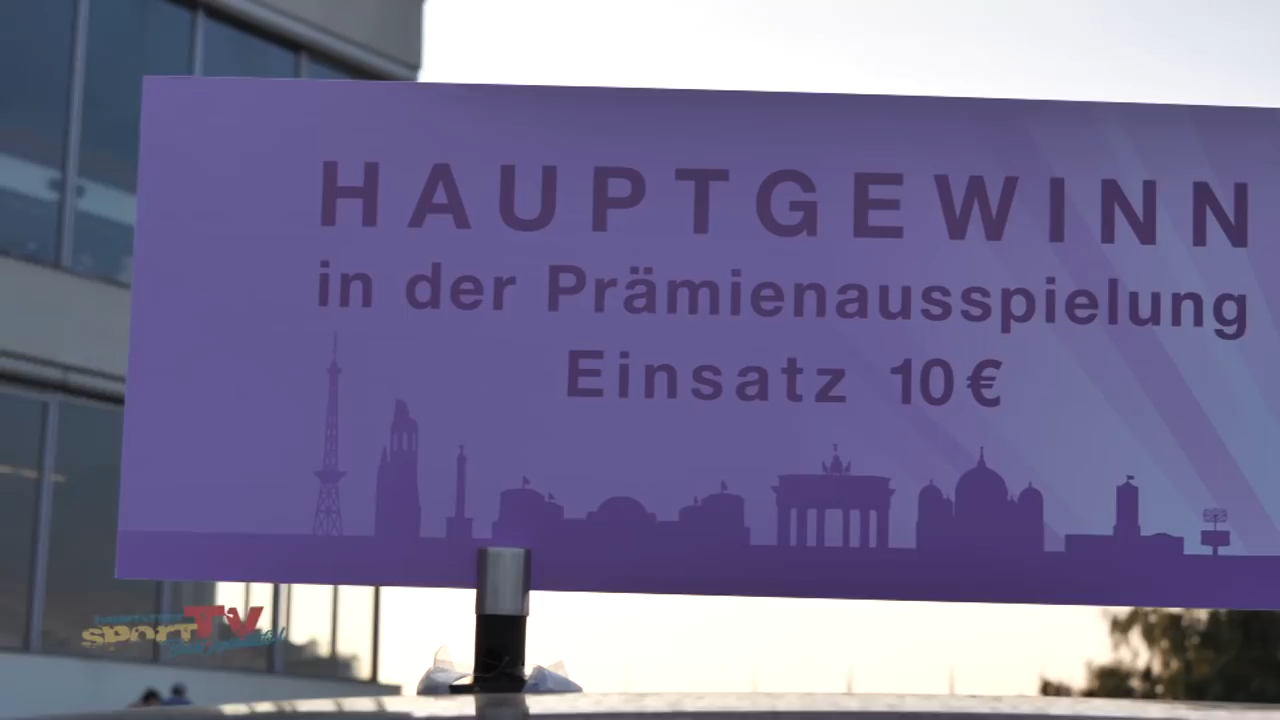 HAUPTGEWINN
in der Prämienausspielung
Einsatz 10€
sport TV